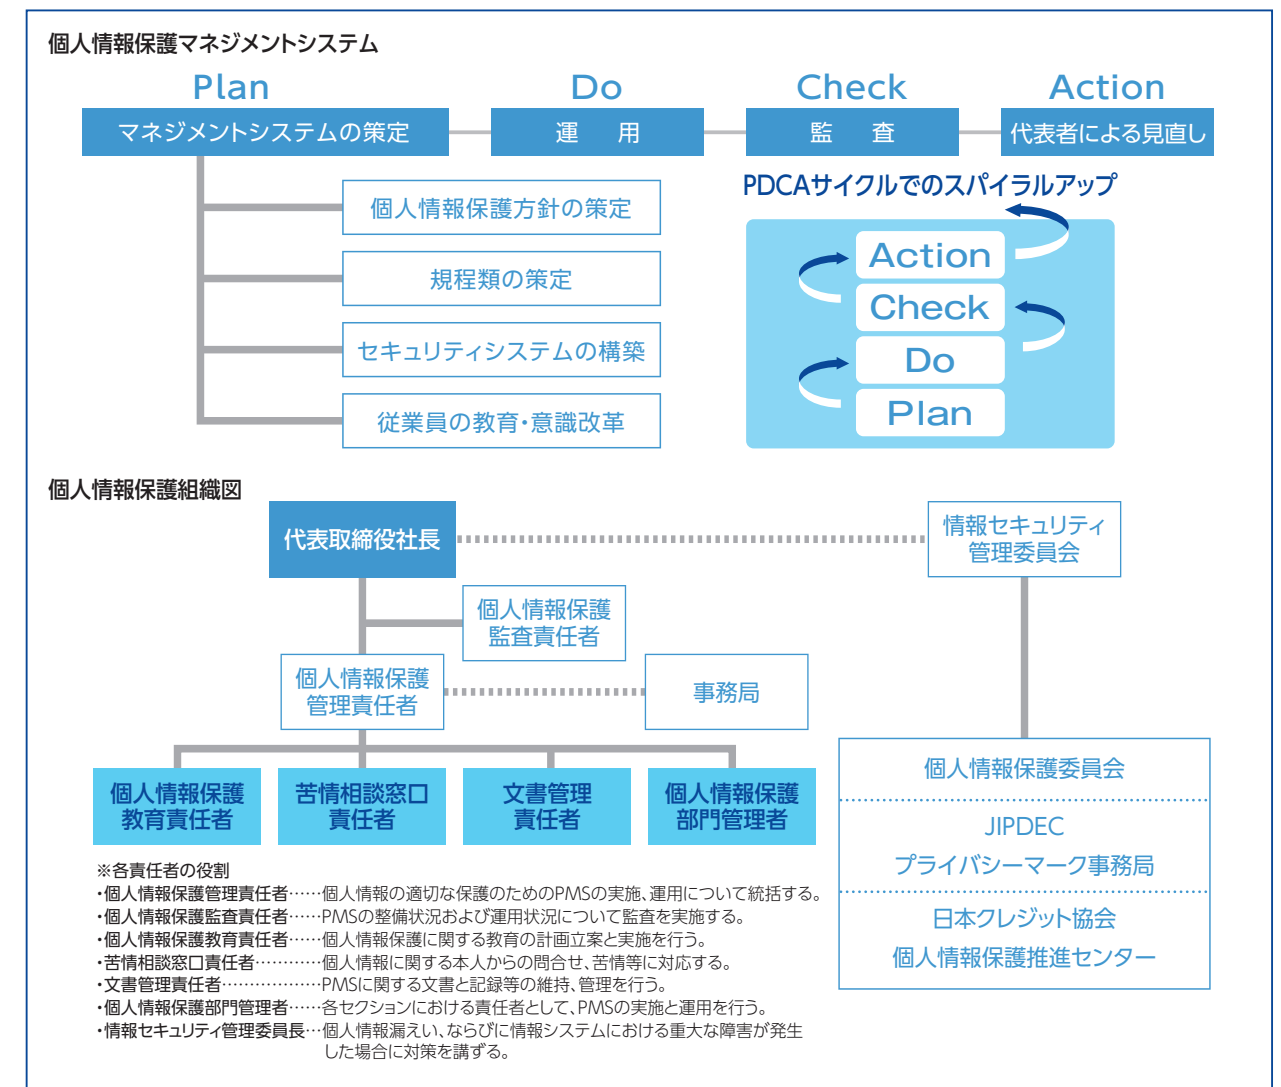 個人情報保護マネジメントシステム
Plan
Do
Check
Action
マネジメントシステムの策定
運　用
監　査
代表者による見直し
個人情報保護方針の策定
規程類の策定
セキュリティシステムの構築
従業員の教育・意識改革
PDCAサイクルでのスパイラルアップ
Action
Check
Do
Plan
個人情報保護組織図
代表取締役社長
情報セキュリティ
管理委員会
個人情報保護
監査責任者
個人情報保護
管理責任者
事務局
個人情報保護
教育責任者
苦情相談窓口
責任者
文書管理
責任者
個人情報保護
部門管理者
個人情報保護委員会
JIPDEC
プライバシーマーク事務局
日本クレジット協会
個人情報保護推進センター
※各責任者の役割
・個人情報保護管理責任者……個人情報の適切な保護のためのPMSの実施、運用について統括する。
・個人情報保護監査責任者……PMSの整備状況および運用状況について監査を実施する。
・個人情報保護教育責任者……個人情報保護に関する教育の計画立案と実施を行う。
・苦情相談窓口責任者…………個人情報に関する本人からの問合せ、苦情等に対応する。
・文書管理責任者………………PMSに関する文書と記録等の維持、管理を行う。
・個人情報保護部門管理者……各セクションにおける責任者として、PMSの実施と運用を行う。
・情報セキュリティ管理委員長…個人情報漏えい、ならびに情報システムにおける重大な障害が発生
した場合に対策を講ずる。